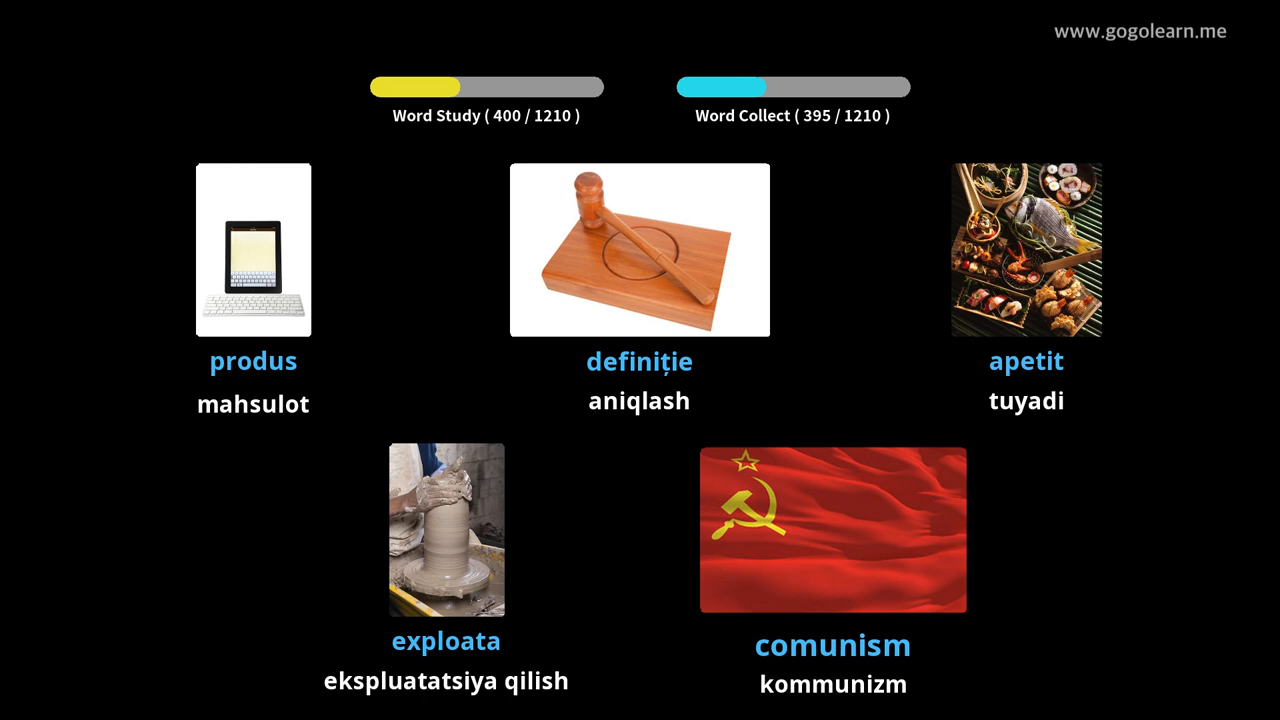 www.gogolearn.me
Word Study ( 400 / 1210 )
Word Collect ( 395 / 1210 )
produs
mahsulot
definiție
aniqlash
apetit
tuyadi
exploata
ekspluatatsiya qilish
comunism
kommunizm